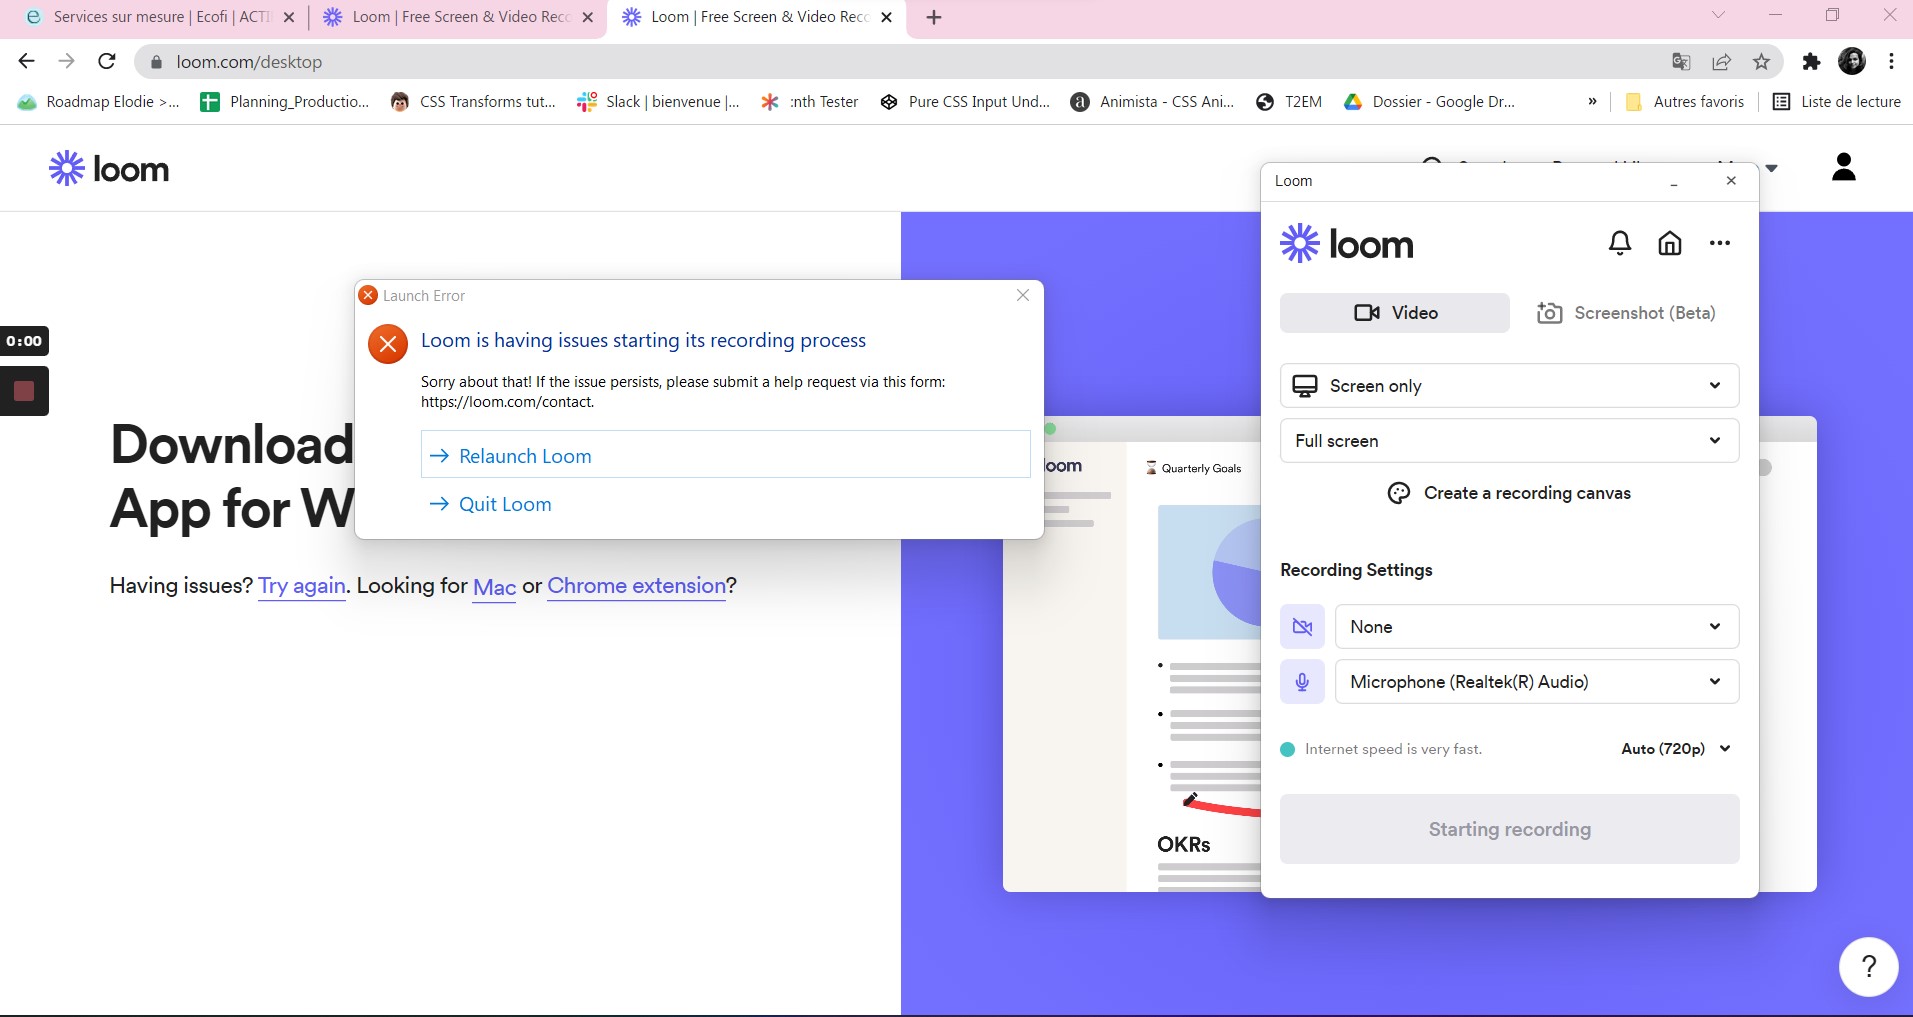 Services sur mesure | Ecofi | ACTI
Loom | Free Screen & Video Reco
Loom | Free Screen & Video Reco
loom.com/desktop
Roadmap Elodie >...
Planning_Productio...
CSS Transforms tut...
Slack | bienvenue |...
:nth Tester
Pure CSS Input Und...
Animista - CSS Ani...
T2EM
Dossier - Google Dr...
»
Autres favoris
Liste de lecture
loom
0:00
Download
App for W
Having issues? Try again. Looking for Mac or Chrome extension?
Launch Error
Loom is having issues starting its recording process
Sorry about that! If the issue persists, please submit a help request via this form:
https://loom.com/contact.
Relaunch Loom
Quit Loom
loom
Quarterly Goals
OKRs
Loom
loom
Video
Screenshot (Beta)
Screen only
Full screen
Create a recording canvas
Recording Settings
None
Microphone (Realtek(R) Audio)
Internet speed is very fast.
Auto (720p)
Starting recording
?